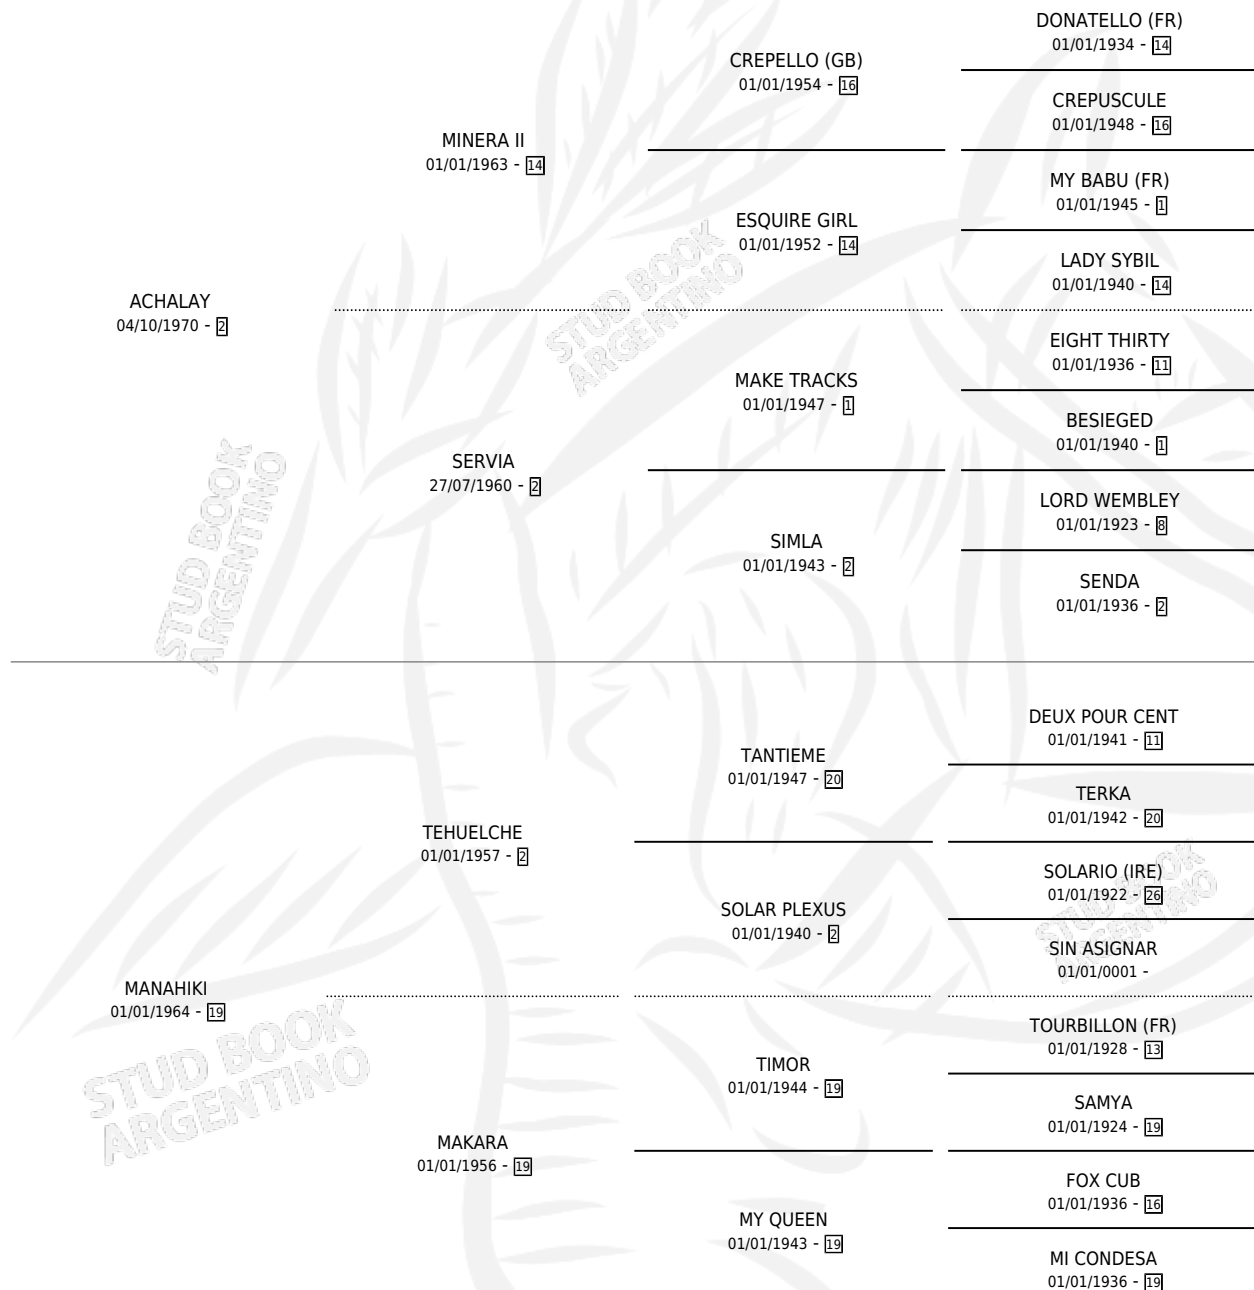 DONATELLO (FR)
01/01/1934 - 14
CREPELLO (GB)
01/01/1954 - 16
CREPUSCULE
01/01/1948 - 16
MINERA II
01/01/1963 - 14
MY BABU (FR)
01/01/1945 - 1
ESQUIRE GIRL
01/01/1952 - 14
LADY SYBIL
01/01/1940 - 14
ACHALAY
04/10/1970 - 2
EIGHT THIRTY
01/01/1936 - 11
MAKE TRACKS
01/01/1947 - 1
BESIEGED
01/01/1940 - 1
SERVIA
27/07/1960 - 2
LORD WEMBLEY
01/01/1923 - 8
SIMLA
01/01/1943 - 2
SENDA
01/01/1936 - 2
DEUX POUR CENT
01/01/1941 - 11
TANTIEME
01/01/1947 - 20
TERKA
01/01/1942 - 20
TEHUELCHE
01/01/1957 - 2
SOLARIO (IRE)
01/01/1922 - 26
SOLAR PLEXUS
01/01/1940 - 2
SIN ASIGNAR
01/01/0001 -
MANAHIKI
01/01/1964 - 19
TOURBILLON (FR)
01/01/1928 - 13
TIMOR
01/01/1944 - 19
SAMYA
01/01/1924 - 19
MAKARA
01/01/1956 - 19
FOX CUB
01/01/1936 - 16
MY QUEEN
01/01/1943 - 19
MI CONDESA
01/01/1936 - 19
STUD BOOK
ARGENTINO
STUD BOOK
ARGENTINO
STUD BOOK
ARGENTINO
STUD BOOK
ARGENTINO